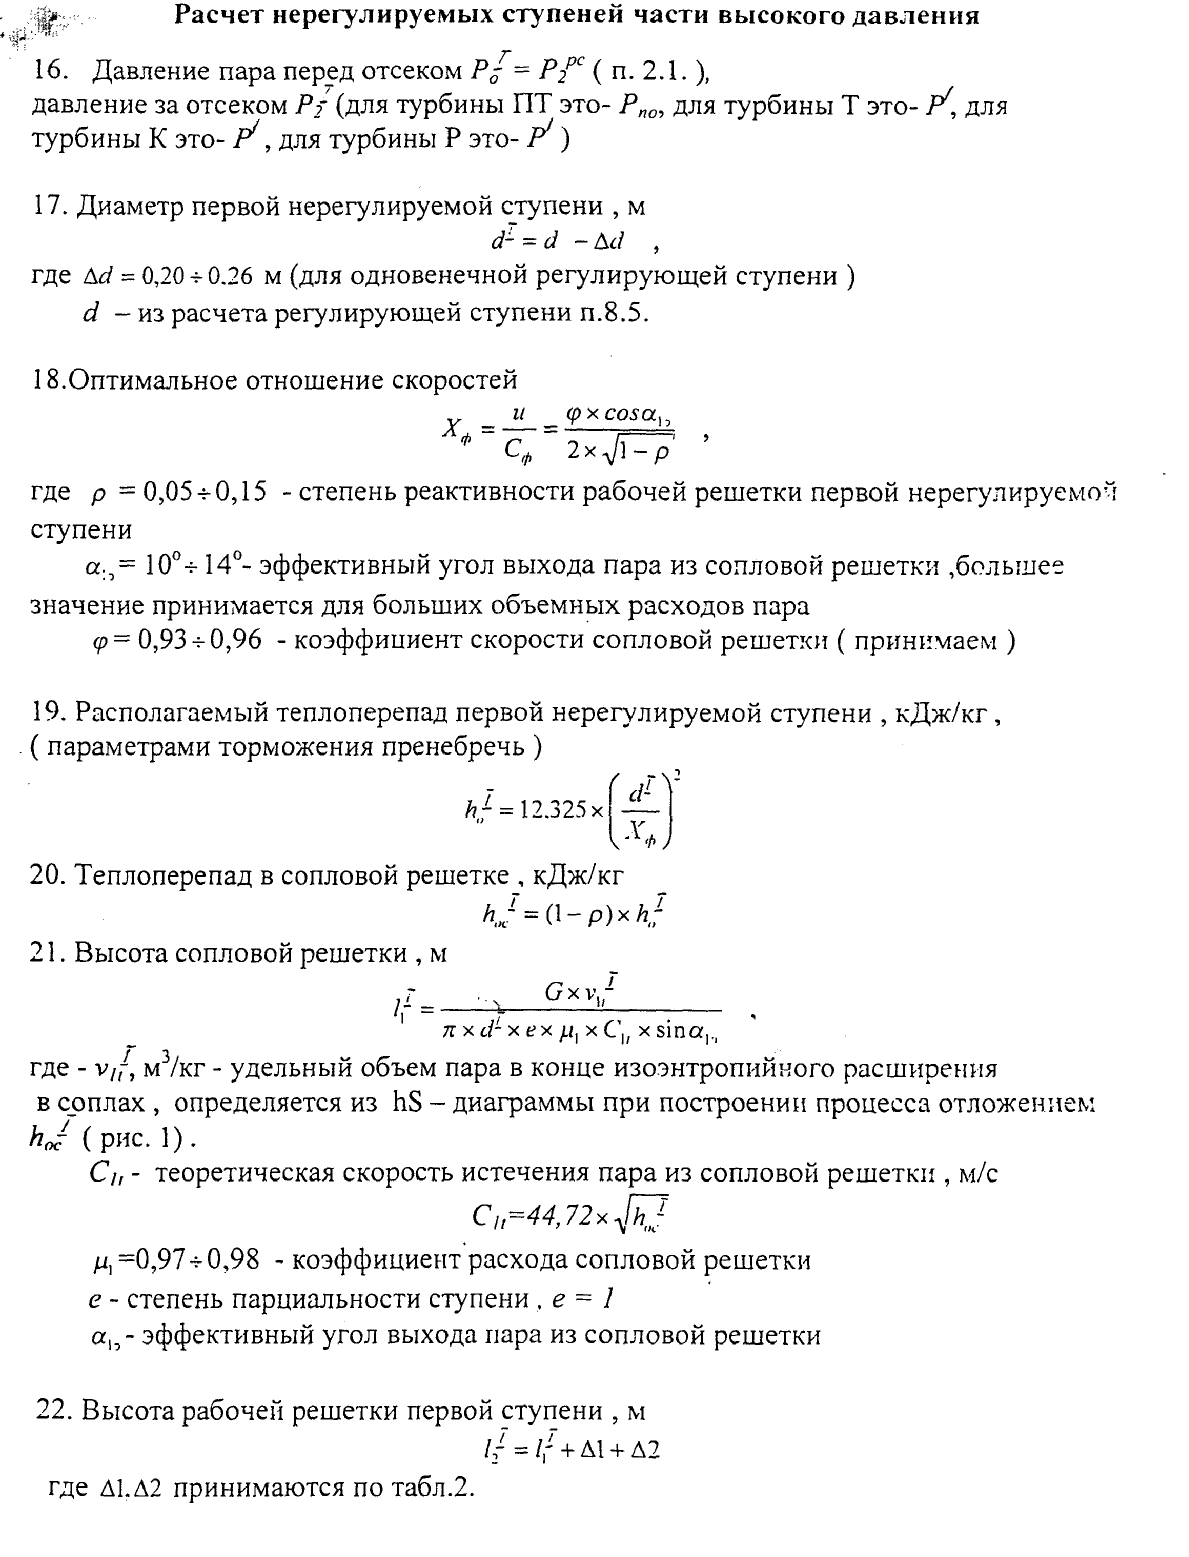 Расчет нерегулируемых ступеней части высокого давления
16. Давление пара перед отсеком P₀ᴵ = P₂ᵖᶜ ( п. 2.1. ),
давление за отсеком P₂ᴵ (для турбины ПТ это- Pпо, для турбины Т это- P′, для
турбины К это- P′ , для турбины Р это- P′ )
17. Диаметр первой нерегулируемой ступени , м
dᴵ = d − Δd ,
где Δd = 0,20 ÷ 0.26 м (для одновенечной регулирующей ступени )
d – из расчета регулирующей ступени п.8.5.
18.Оптимальное отношение скоростей
Xф = u / Cф = φ × cosα₁э / 2 × √1 − ρ ,
где ρ = 0,05 ÷ 0,15 - степень реактивности рабочей решетки первой нерегулируемой
ступени
α₁э = 10° ÷ 14°- эффективный угол выхода пара из сопловой решетки ,большее
значение принимается для больших объемных расходов пара
φ = 0,93 ÷ 0,96 - коэффициент скорости сопловой решетки ( принимаем )
19. Располагаемый теплоперепад первой нерегулируемой ступени , кДж/кг ,
( параметрами торможения пренебречь )
h₀ᴵ = 12.325 × (dᴵ / Xф)²
20. Теплоперепад в сопловой решетке , кДж/кг
h₀cᴵ = (1 − ρ) × h₀ᴵ
21. Высота сопловой решетки , м
l₁ᴵ = G × v₁tᴵ / π × dᴵ × e × μ₁ × C₁t × sinα₁э
где - v₁tᴵ, м³/кг - удельный объем пара в конце изоэнтропийного расширения
в соплах , определяется из hS – диаграммы при построении процесса отложением
h₀cᴵ ( рис. 1) .
C₁t - теоретическая скорость истечения пара из сопловой решетки , м/с
C₁t=44,72×√h₀cᴵ
μ₁ =0,97 ÷ 0,98 - коэффициент расхода сопловой решетки
e - степень парциальности ступени , e = 1
α₁э - эффективный угол выхода пара из сопловой решетки
22. Высота рабочей решетки первой ступени , м
l₂ᴵ = l₁ᴵ + Δ1 + Δ2
где Δ1.Δ2 принимаются по табл.2.